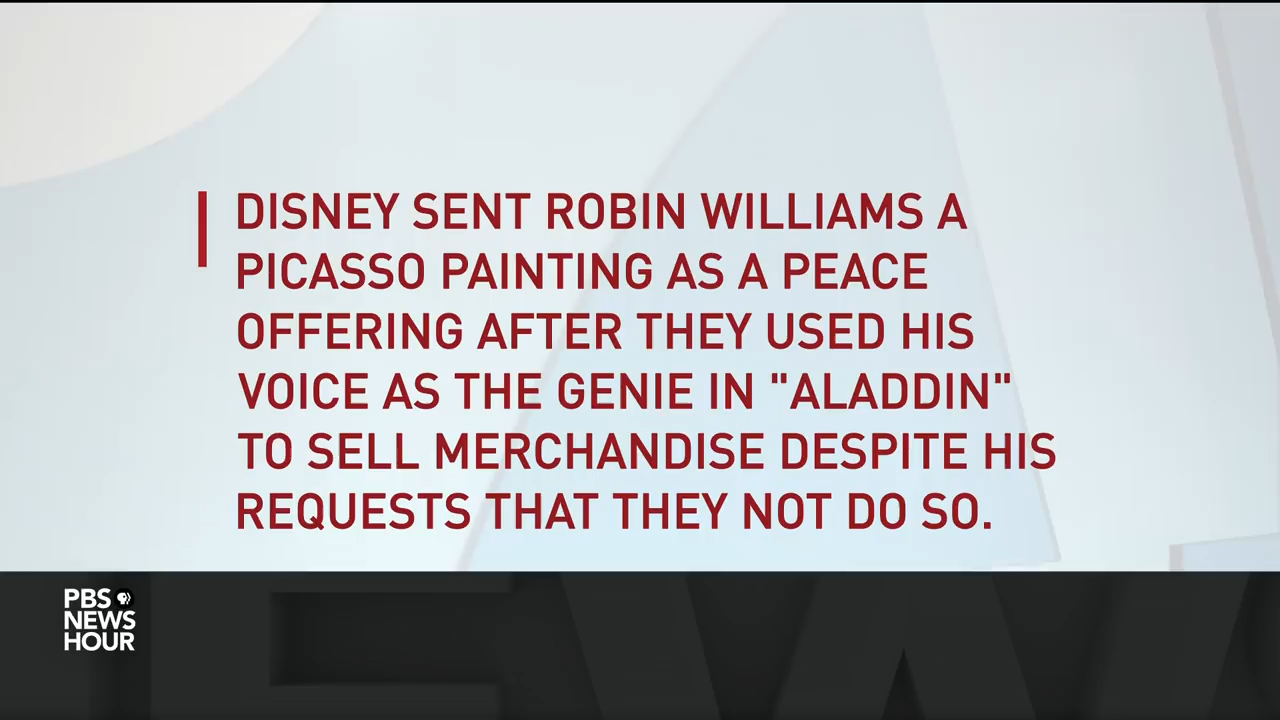 DISNEY SENT ROBIN WILLIAMS A
PICASSO PAINTING AS A PEACE
OFFERING AFTER THEY USED HIS
VOICE AS THE GENIE IN "ALADDIN"
TO SELL MERCHANDISE DESPITE HIS
REQUESTS THAT THEY NOT DO SO.
PBS
NEWS
HOUR